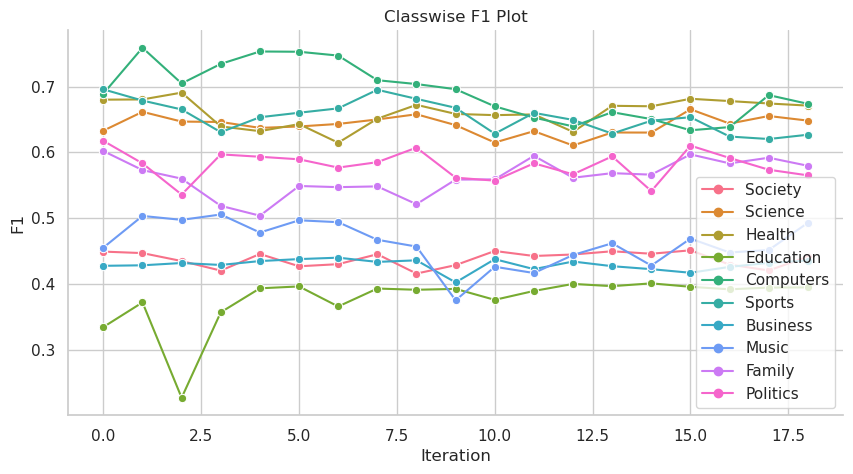 Classwise F1 Plot
F1
0.7
0.6
0.5
0.4
0.3
Society
Science
Health
Education
Computers
Sports
Business
Music
Family
Politics
0.0 2.5 5.0 7.5 10.0 12.5 15.0 17.5
Iteration